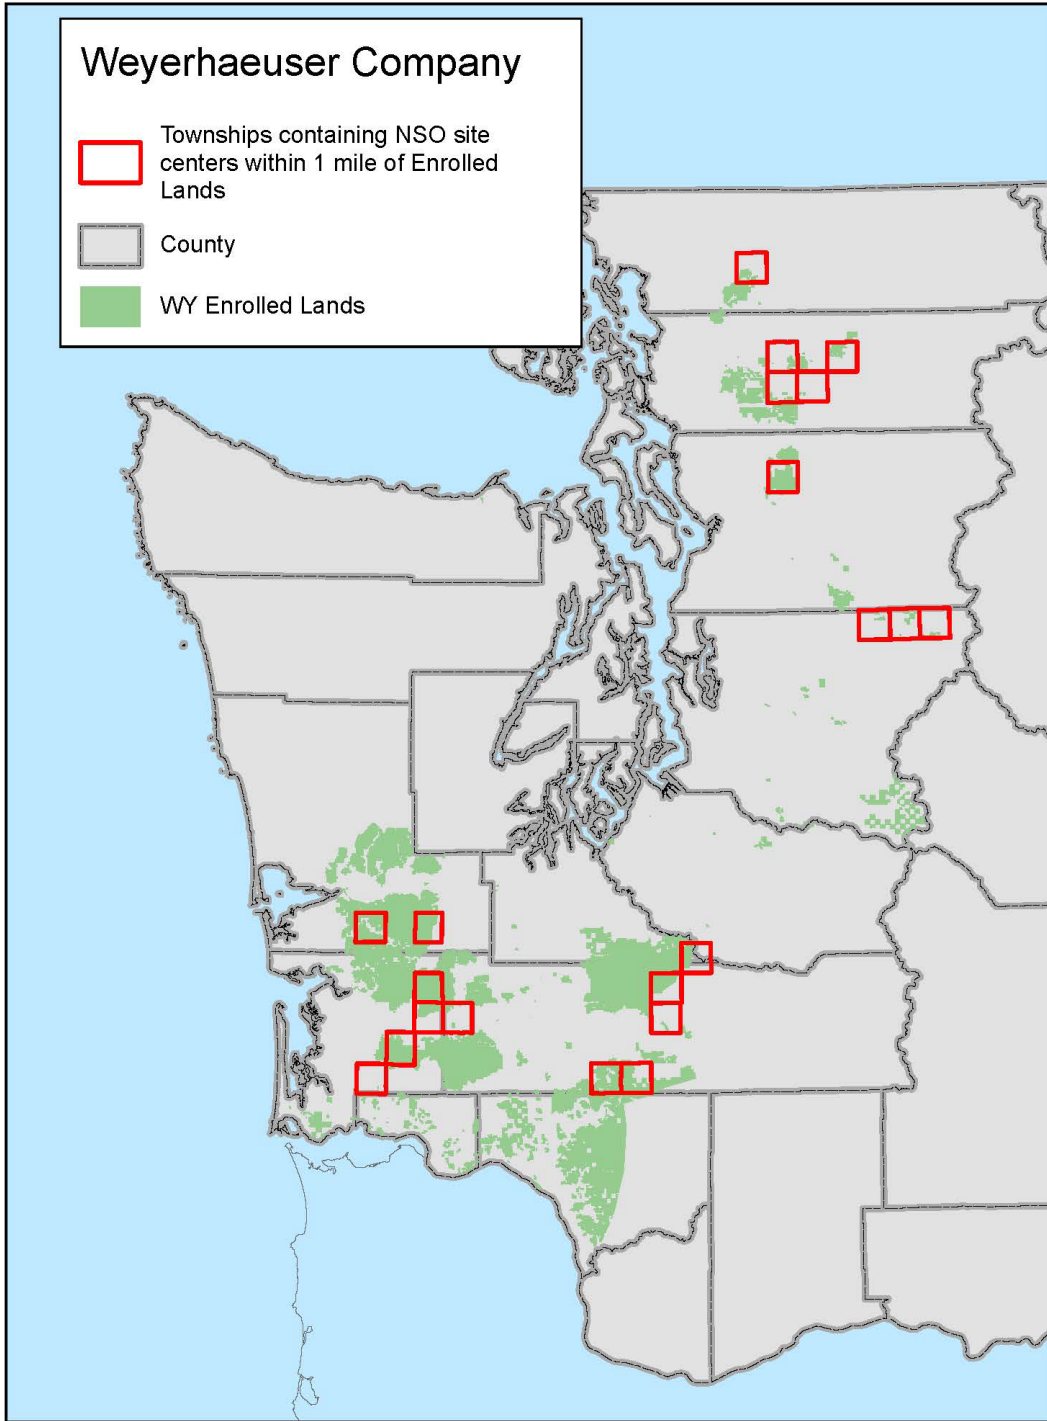 Weyerhaeuser Company
Townships containing NSO site
centers within 1 mile of Enrolled
Lands
County
WY Enrolled Lands